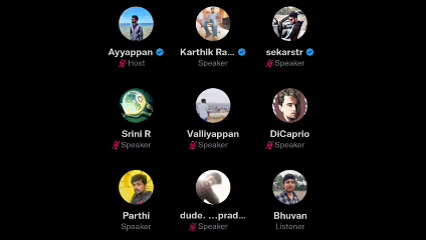 Ayyappan Karthik Ra... sekarstr
Host Speaker Speaker
Srini R Valliyappan DiCaprio
Speaker Speaker Speaker
Parthi dude. ...prad... Bhuvan
Speaker Speaker Listener